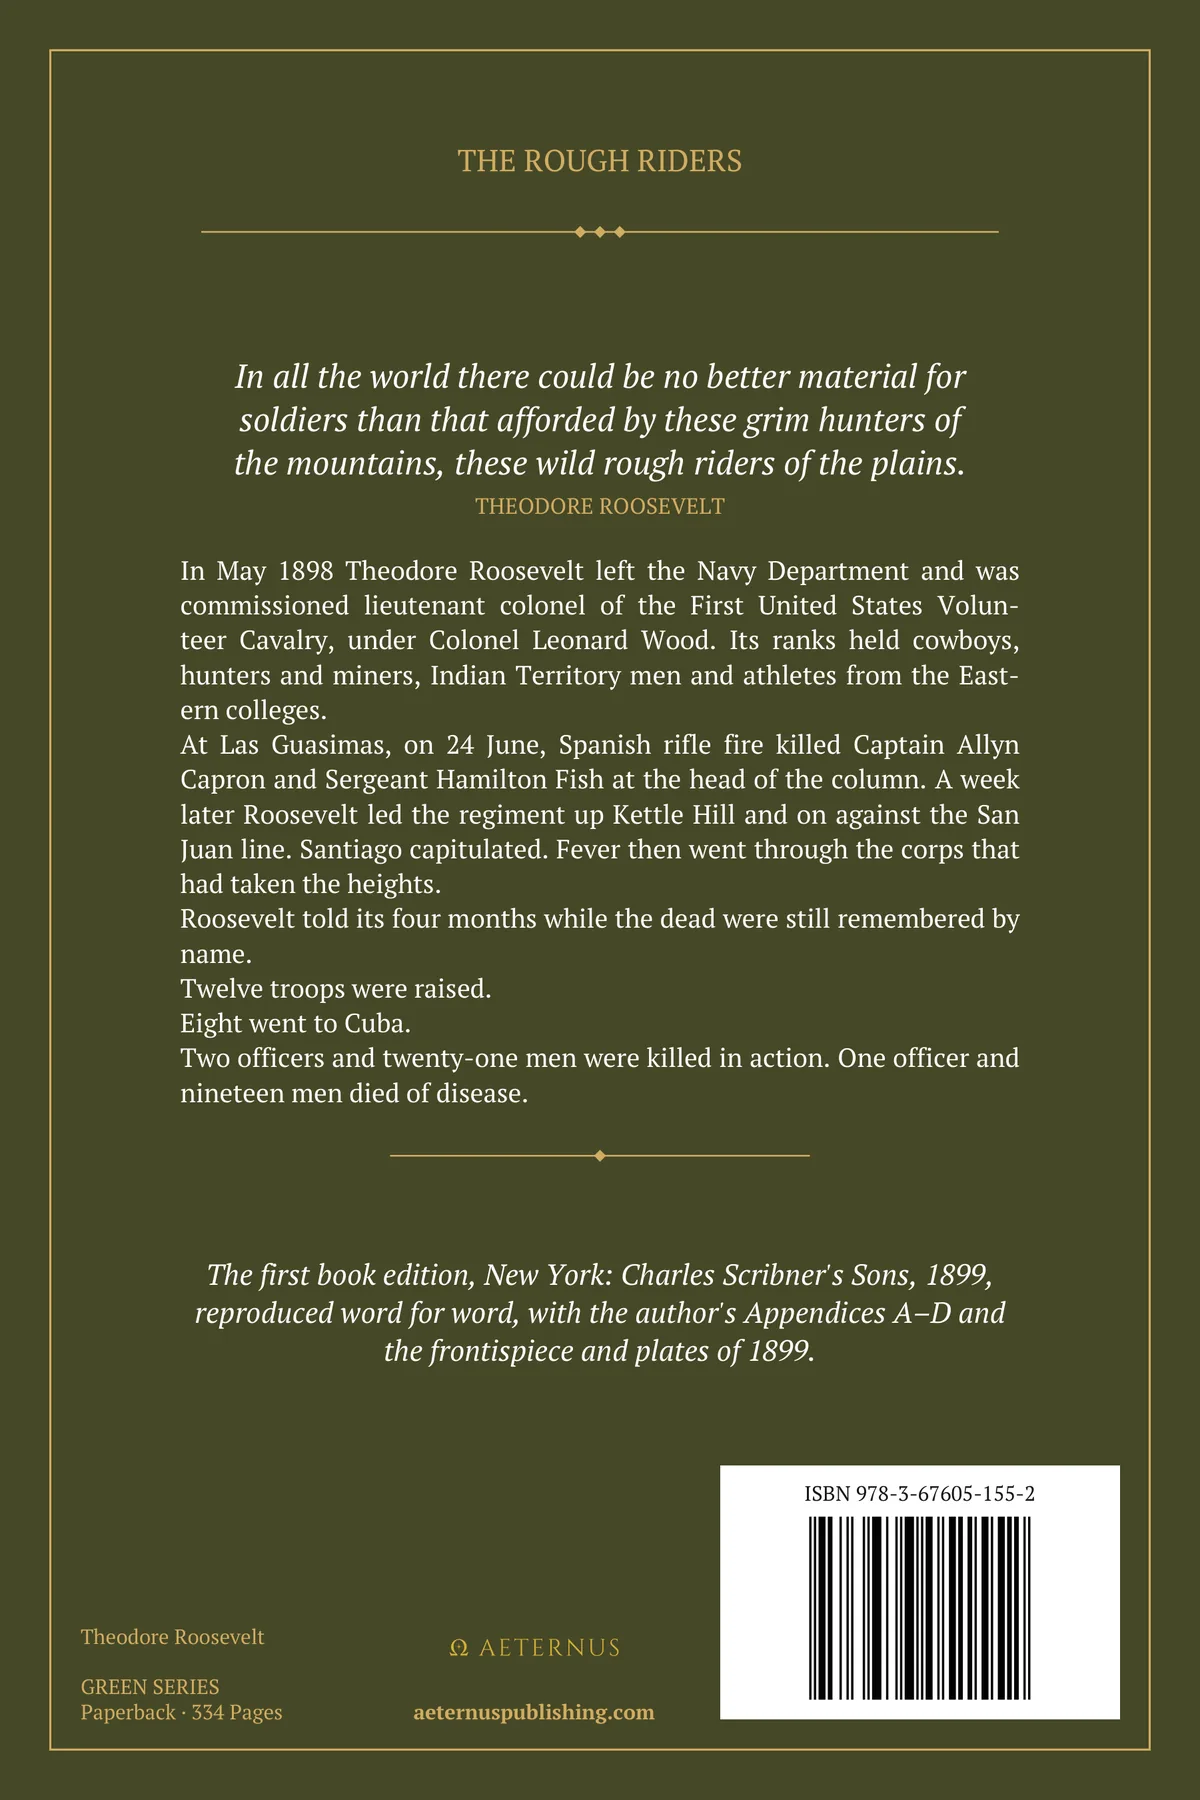 THE ROUGH RIDERS
In all the world there could be no better material for
soldiers than that afforded by these grim hunters of
the mountains, these wild rough riders of the plains.
THEODORE ROOSEVELT
In May 1898 Theodore Roosevelt left the Navy Department and was
commissioned lieutenant colonel of the First United States Volun-
teer Cavalry, under Colonel Leonard Wood. Its ranks held cowboys,
hunters and miners, Indian Territory men and athletes from the East-
ern colleges.
At Las Guasimas, on 24 June, Spanish rifle fire killed Captain Allyn
Capron and Sergeant Hamilton Fish at the head of the column. A week
later Roosevelt led the regiment up Kettle Hill and on against the San
Juan line. Santiago capitulated. Fever then went through the corps that
had taken the heights.
Roosevelt told its four months while the dead were still remembered by
name.
Twelve troops were raised.
Eight went to Cuba.
Two officers and twenty-one men were killed in action. One officer and
nineteen men died of disease.
The first book edition, New York: Charles Scribner's Sons, 1899,
reproduced word for word, with the author's Appendices A–D and
the frontispiece and plates of 1899.
ISBN 978-3-67605-155-2
Theodore Roosevelt
GREEN SERIES
Paperback · 334 Pages
Ω AETERNUS
aeternuspublishing.com